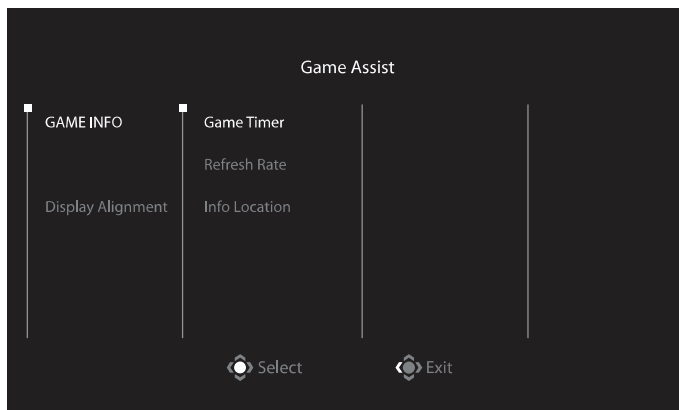 Game Assist
GAME INFO
Game Timer
Refresh Rate
Display Alignment
Info Location
Select
Exit